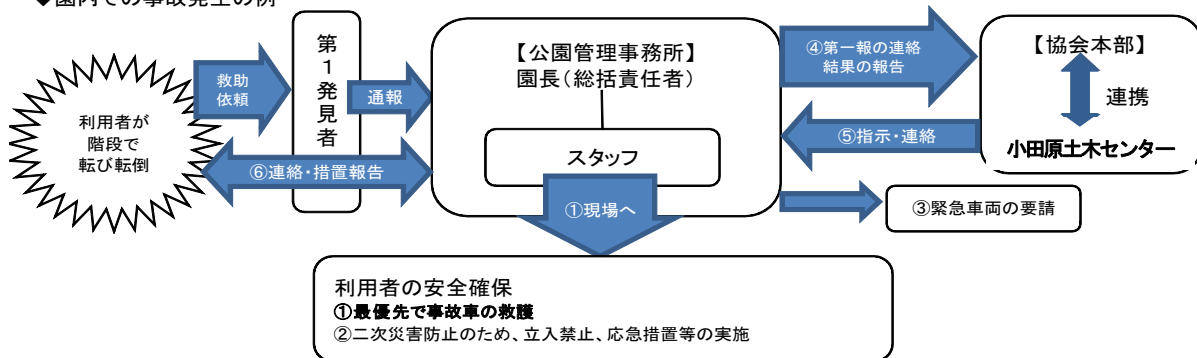 ◆園内での事故発生の例
利用者が
階段で
転び転倒
救助
依頼
第1発見者
通報
⑥連絡・措置報告
【公園管理事務所】
園長(総括責任者)
スタッフ
①現場へ
④第一報の連絡
結果の報告
⑤指示・連絡
【協会本部】
連携
小田原土木センター
③緊急車両の要請
利用者の安全確保
①最優先で事故車の救護
②二次災害防止のため、立入禁止、応急措置等の実施